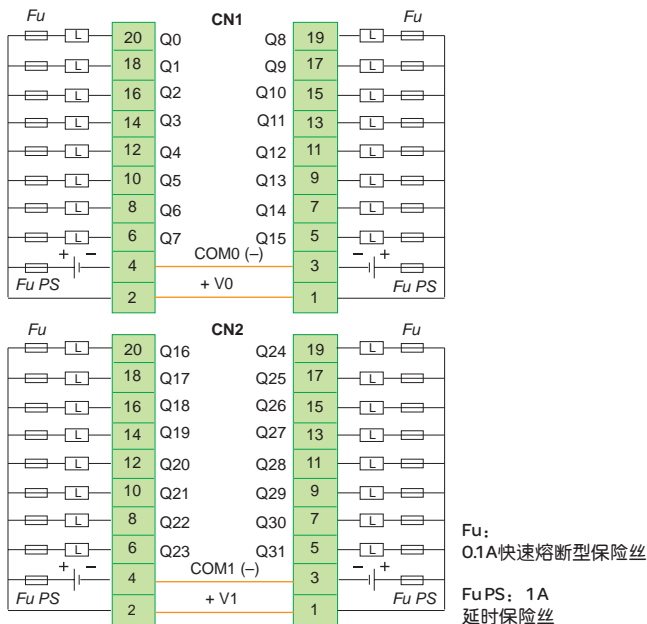 Fu CN1 Fu
L 20 Q0 Q8 19 L
L 18 Q1 Q9 17 L
L 16 Q2 Q10 15 L
L 14 Q3 Q11 13 L
L 12 Q4 Q12 11 L
L 10 Q5 Q13 9 L
L 8 Q6 Q14 7 L
L 6 Q7 Q15 5 L
+ – 4 COM0 (–) 3 – +
Fu PS 2 + V0 1 Fu PS
Fu CN2 Fu
L 20 Q16 Q24 19 L
L 18 Q17 Q25 17 L
L 16 Q18 Q26 15 L
L 14 Q19 Q27 13 L
L 12 Q20 Q28 11 L
L 10 Q21 Q29 9 L
L 8 Q22 Q30 7 L
L 6 Q23 Q31 5 L
+ – 4 COM1 (–) 3 – +
Fu PS 2 + V1 1 Fu PS
Fu:
0.1A快速熔断型保险丝
Fu PS: 1A
延时保险丝